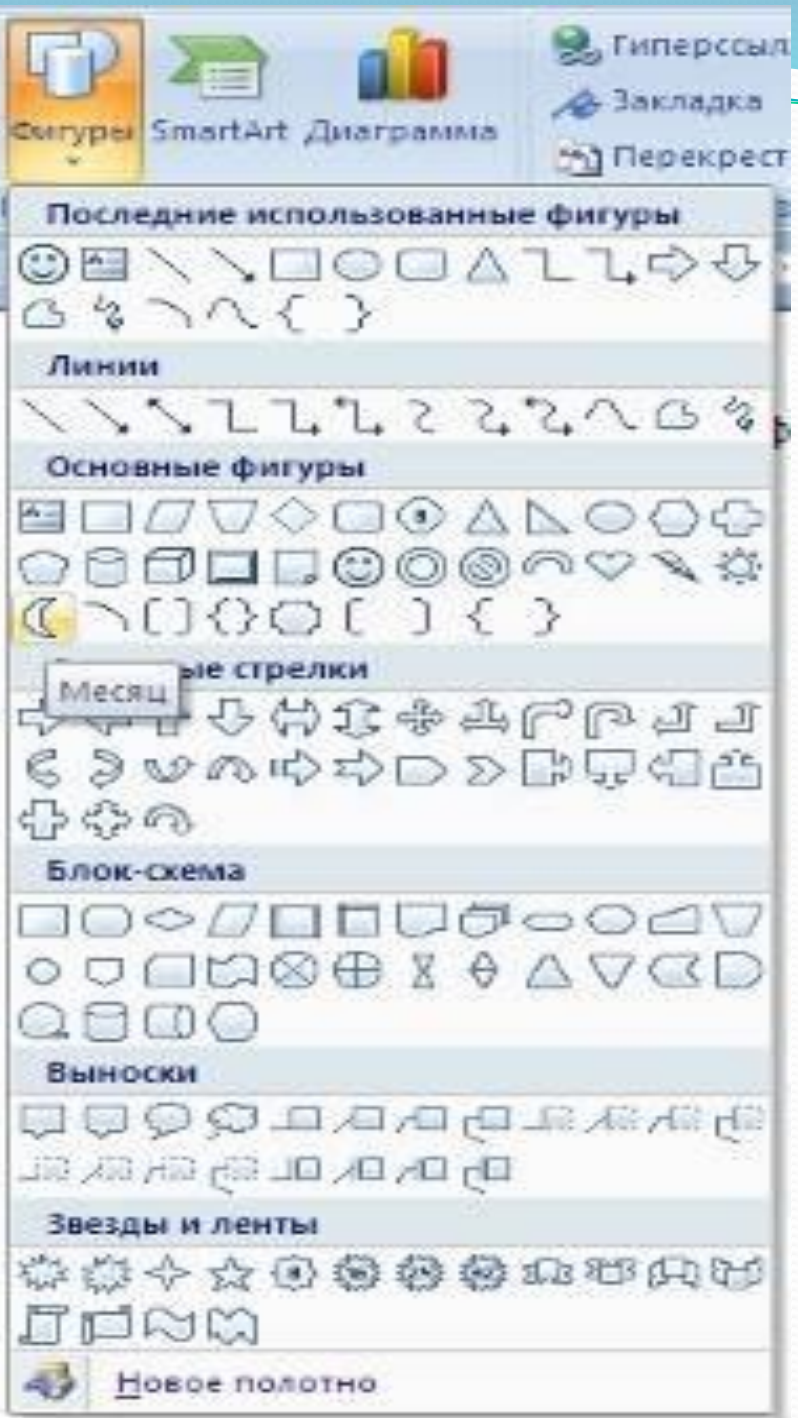 Гиперссыл
Фигуры SmartArt Диаграмма
Закладка
Перекрест
Последние использованные фигуры
Линии
Основные фигуры
ые стрелки
Месяц
Блок-схема
Выноски
Звезды и ленты
Новое полотно